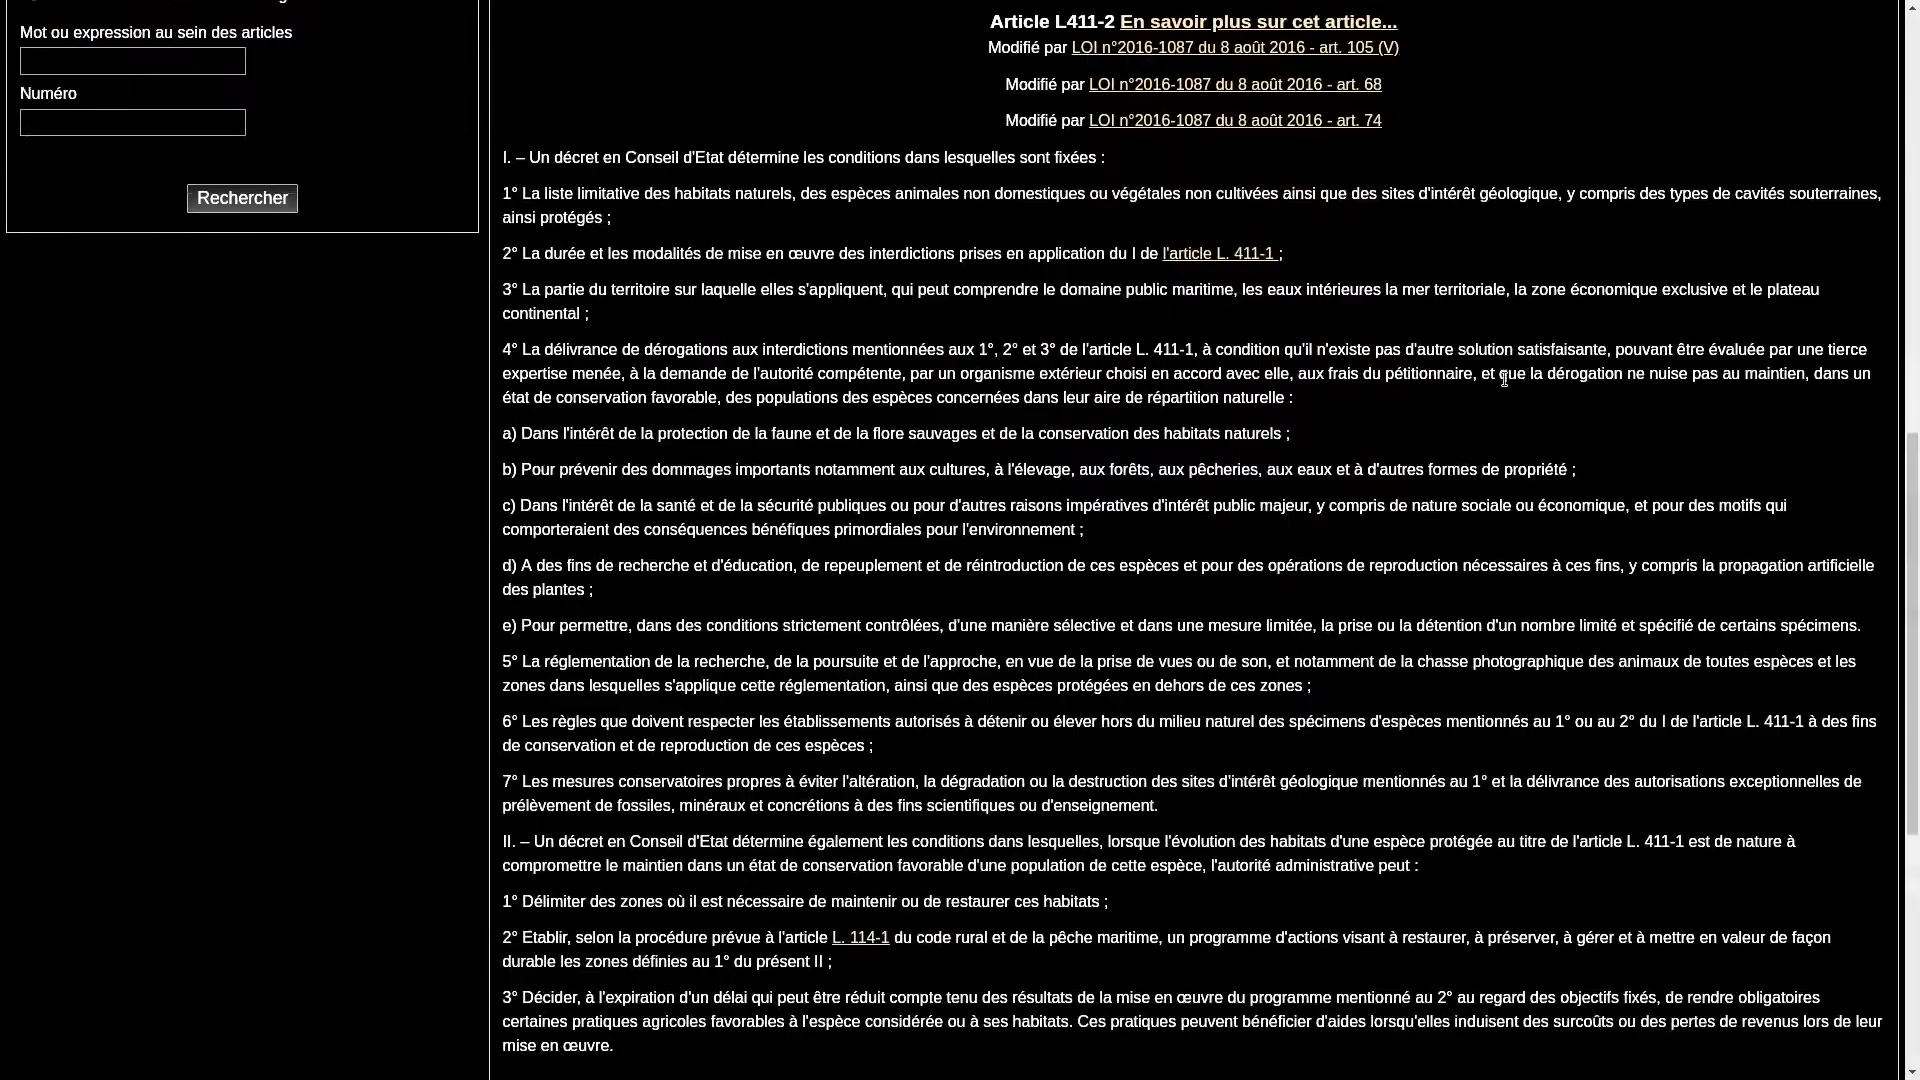 Mot ou expression au sein des articles
Numéro
Rechercher
Article L411-2 En savoir plus sur cet article...
Modifié par LOI n°2016-1087 du 8 août 2016 - art. 105 (V)
Modifié par LOI n°2016-1087 du 8 août 2016 - art. 68
Modifié par LOI n°2016-1087 du 8 août 2016 - art. 74
I. – Un décret en Conseil d'Etat détermine les conditions dans lesquelles sont fixées :
1° La liste limitative des habitats naturels, des espèces animales non domestiques ou végétales non cultivées ainsi que des sites d'intérêt géologique, y compris des types de cavités souterraines,
ainsi protégés ;
2° La durée et les modalités de mise en œuvre des interdictions prises en application du I de l'article L. 411-1 ;
3° La partie du territoire sur laquelle elles s'appliquent, qui peut comprendre le domaine public maritime, les eaux intérieures la mer territoriale, la zone économique exclusive et le plateau
continental ;
4° La délivrance de dérogations aux interdictions mentionnées aux 1°, 2° et 3° de l'article L. 411-1, à condition qu'il n'existe pas d'autre solution satisfaisante, pouvant être évaluée par une tierce
expertise menée, à la demande de l'autorité compétente, par un organisme extérieur choisi en accord avec elle, aux frais du pétitionnaire, et que la dérogation ne nuise pas au maintien, dans un
état de conservation favorable, des populations des espèces concernées dans leur aire de répartition naturelle :
a) Dans l'intérêt de la protection de la faune et de la flore sauvages et de la conservation des habitats naturels ;
b) Pour prévenir des dommages importants notamment aux cultures, à l'élevage, aux forêts, aux pêcheries, aux eaux et à d'autres formes de propriété ;
c) Dans l'intérêt de la santé et de la sécurité publiques ou pour d'autres raisons impératives d'intérêt public majeur, y compris de nature sociale ou économique, et pour des motifs qui
comporteraient des conséquences bénéfiques primordiales pour l'environnement ;
d) A des fins de recherche et d'éducation, de repeuplement et de réintroduction de ces espèces et pour des opérations de reproduction nécessaires à ces fins, y compris la propagation artificielle
des plantes ;
e) Pour permettre, dans des conditions strictement contrôlées, d'une manière sélective et dans une mesure limitée, la prise ou la détention d'un nombre limité et spécifié de certains spécimens.
5° La réglementation de la recherche, de la poursuite et de l'approche, en vue de la prise de vues ou de son, et notamment de la chasse photographique des animaux de toutes espèces et les
zones dans lesquelles s'applique cette réglementation, ainsi que des espèces protégées en dehors de ces zones ;
6° Les règles que doivent respecter les établissements autorisés à détenir ou élever hors du milieu naturel des spécimens d'espèces mentionnés au 1° ou au 2° du I de l'article L. 411-1 à des fins
de conservation et de reproduction de ces espèces ;
7° Les mesures conservatoires propres à éviter l'altération, la dégradation ou la destruction des sites d'intérêt géologique mentionnés au 1° et la délivrance des autorisations exceptionnelles de
prélèvement de fossiles, minéraux et concrétions à des fins scientifiques ou d'enseignement.
II. – Un décret en Conseil d'Etat détermine également les conditions dans lesquelles, lorsque l'évolution des habitats d'une espèce protégée au titre de l'article L. 411-1 est de nature à
compromettre le maintien dans un état de conservation favorable d'une population de cette espèce, l'autorité administrative peut :
1° Délimiter des zones où il est nécessaire de maintenir ou de restaurer ces habitats ;
2° Etablir, selon la procédure prévue à l'article L. 114-1 du code rural et de la pêche maritime, un programme d'actions visant à restaurer, à préserver, à gérer et à mettre en valeur de façon
durable les zones définies au 1° du présent II ;
3° Décider, à l'expiration d'un délai qui peut être réduit compte tenu des résultats de la mise en œuvre du programme mentionné au 2° au regard des objectifs fixés, de rendre obligatoires
certaines pratiques agricoles favorables à l'espèce considérée ou à ses habitats. Ces pratiques peuvent bénéficier d'aides lorsqu'elles induisent des surcoûts ou des pertes de revenus lors de leur
mise en œuvre.